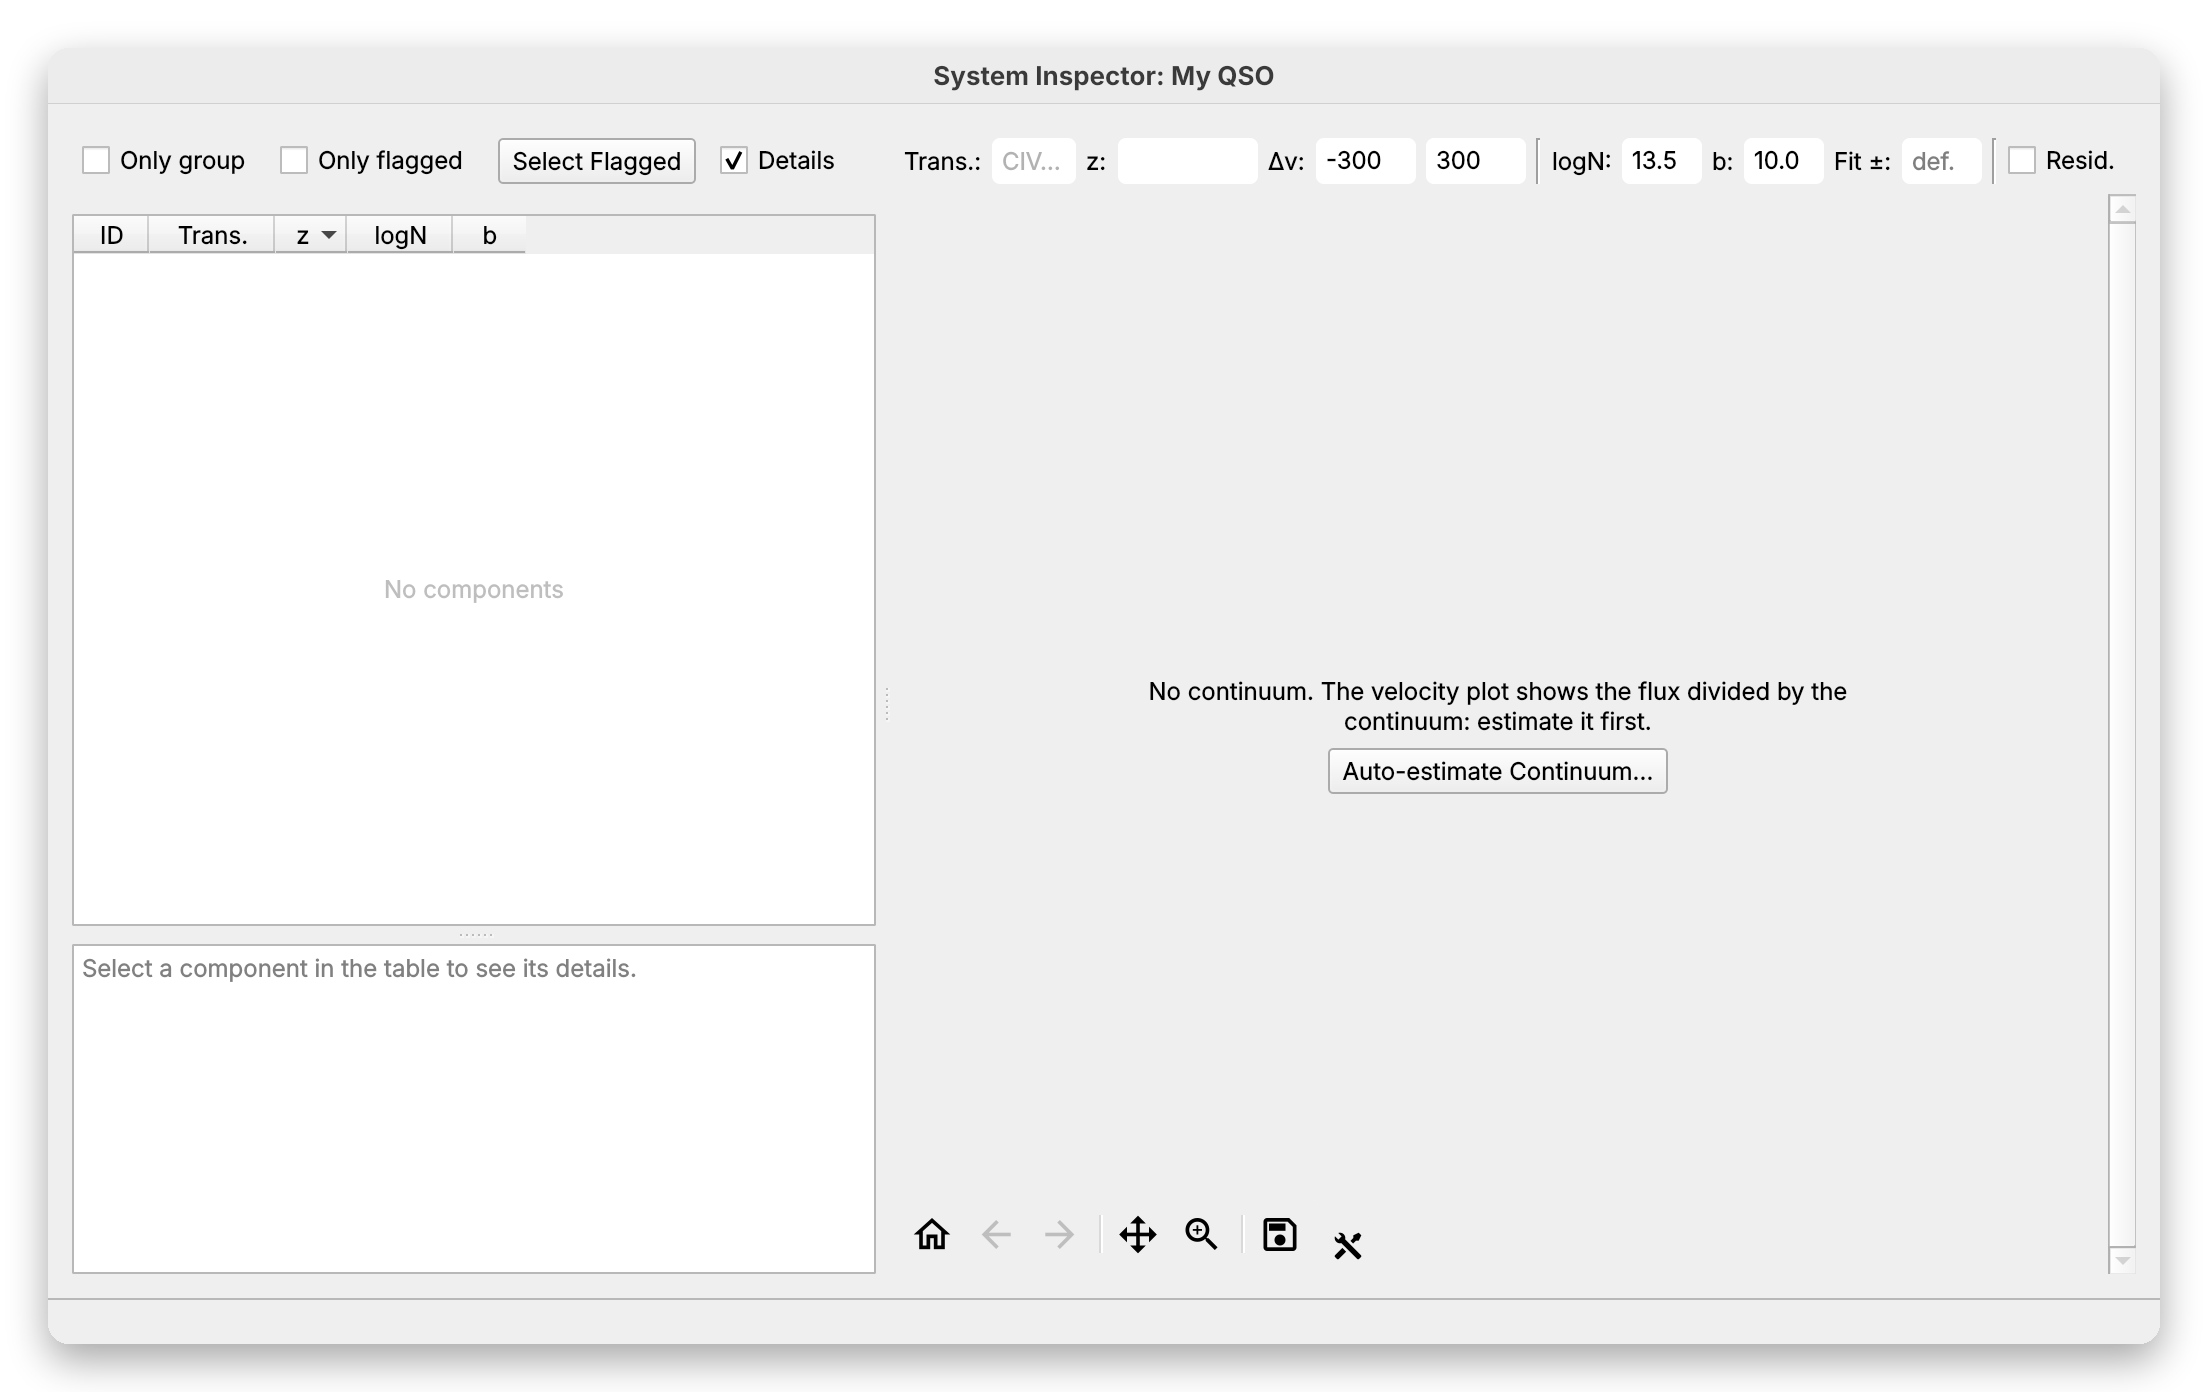 System Inspector: My QSO
Only group Only flagged Select Flagged Details Trans.: CIV... z: Δv: -300 300 logN: 13.5 b: 10.0 Fit ±: def. Resid.
ID Trans. z logN b
No components
No continuum. The velocity plot shows the flux divided by the
continuum: estimate it first.
Auto-estimate Continuum...
Select a component in the table to see its details.